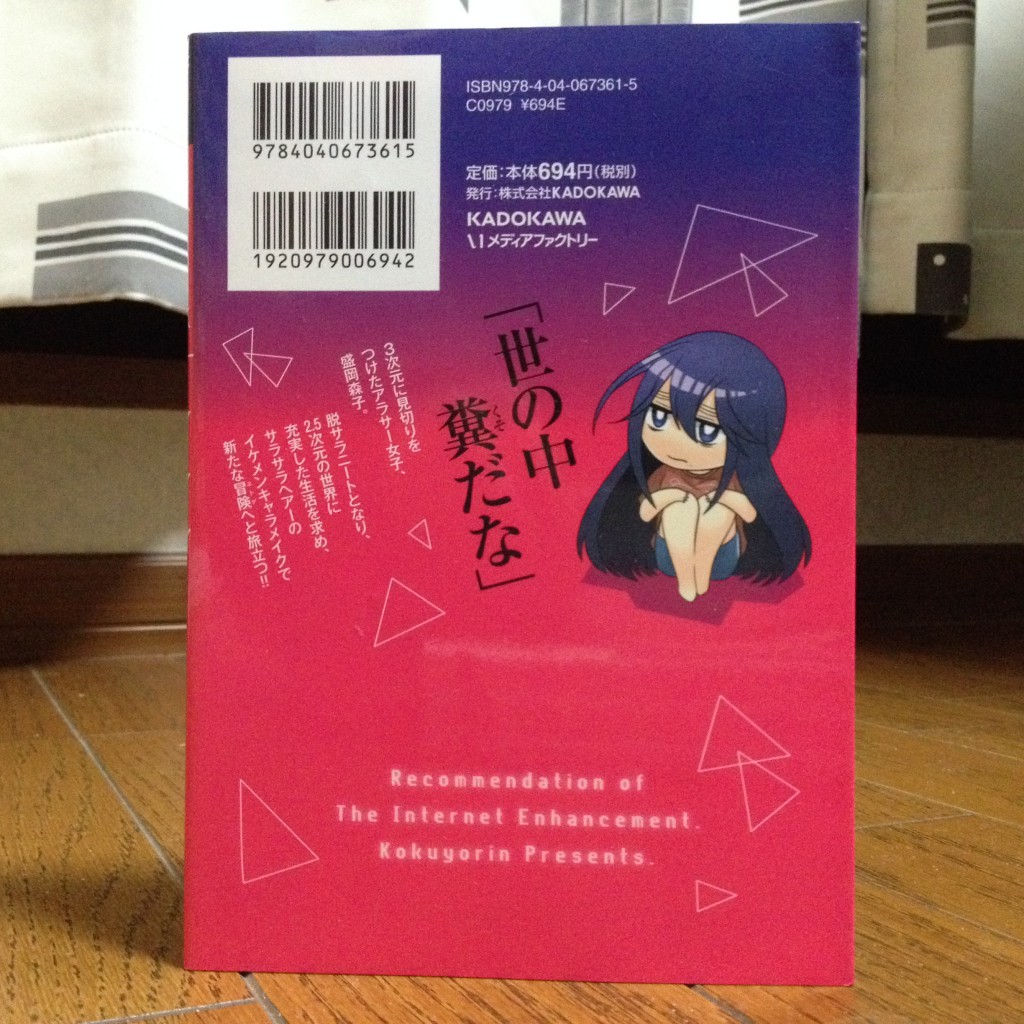 9784040673615
1920979006942
ISBN978-4-04-067361-5
C0979 ¥694E
定価：本体694円（税別）
発行：株式会社KADOKAWA
KADOKAWA
メディアファクトリー
「世の中
糞だな」
くそ
3次元に見切りを
つけたアラサー女子、
盛岡森子。
脱サラニートとなり、
2.5次元の世界に
充実した生活を求め、
サラサラヘアーの
イケメンキャラメイクで
新たな冒険へと旅立つ!!
Recommendation of
The Internet Enhancement.
Kokuyorin Presents.